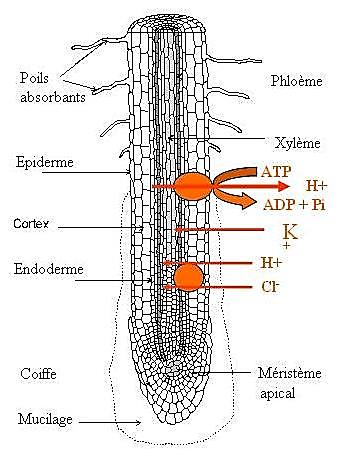 Poils
absorbants
Phloème
Xylème
Epiderme
ATP
H+
ADP + Pi
Cortex
K
+
H+
Endoderme
Cl-
Coiffe
Méristème
apical
Mucilage